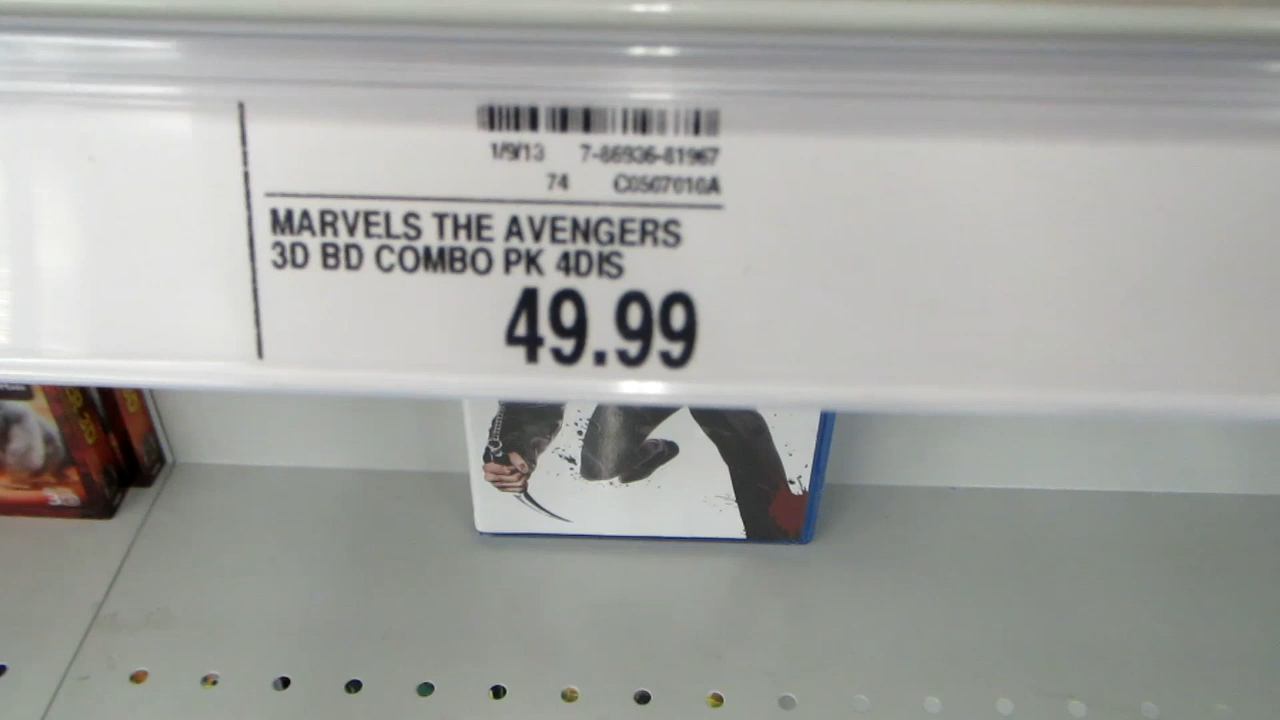 1/9/13 7-86936-81967
74 C0507010A
MARVELS THE AVENGERS
3D BD COMBO PK 4DIS
49.99